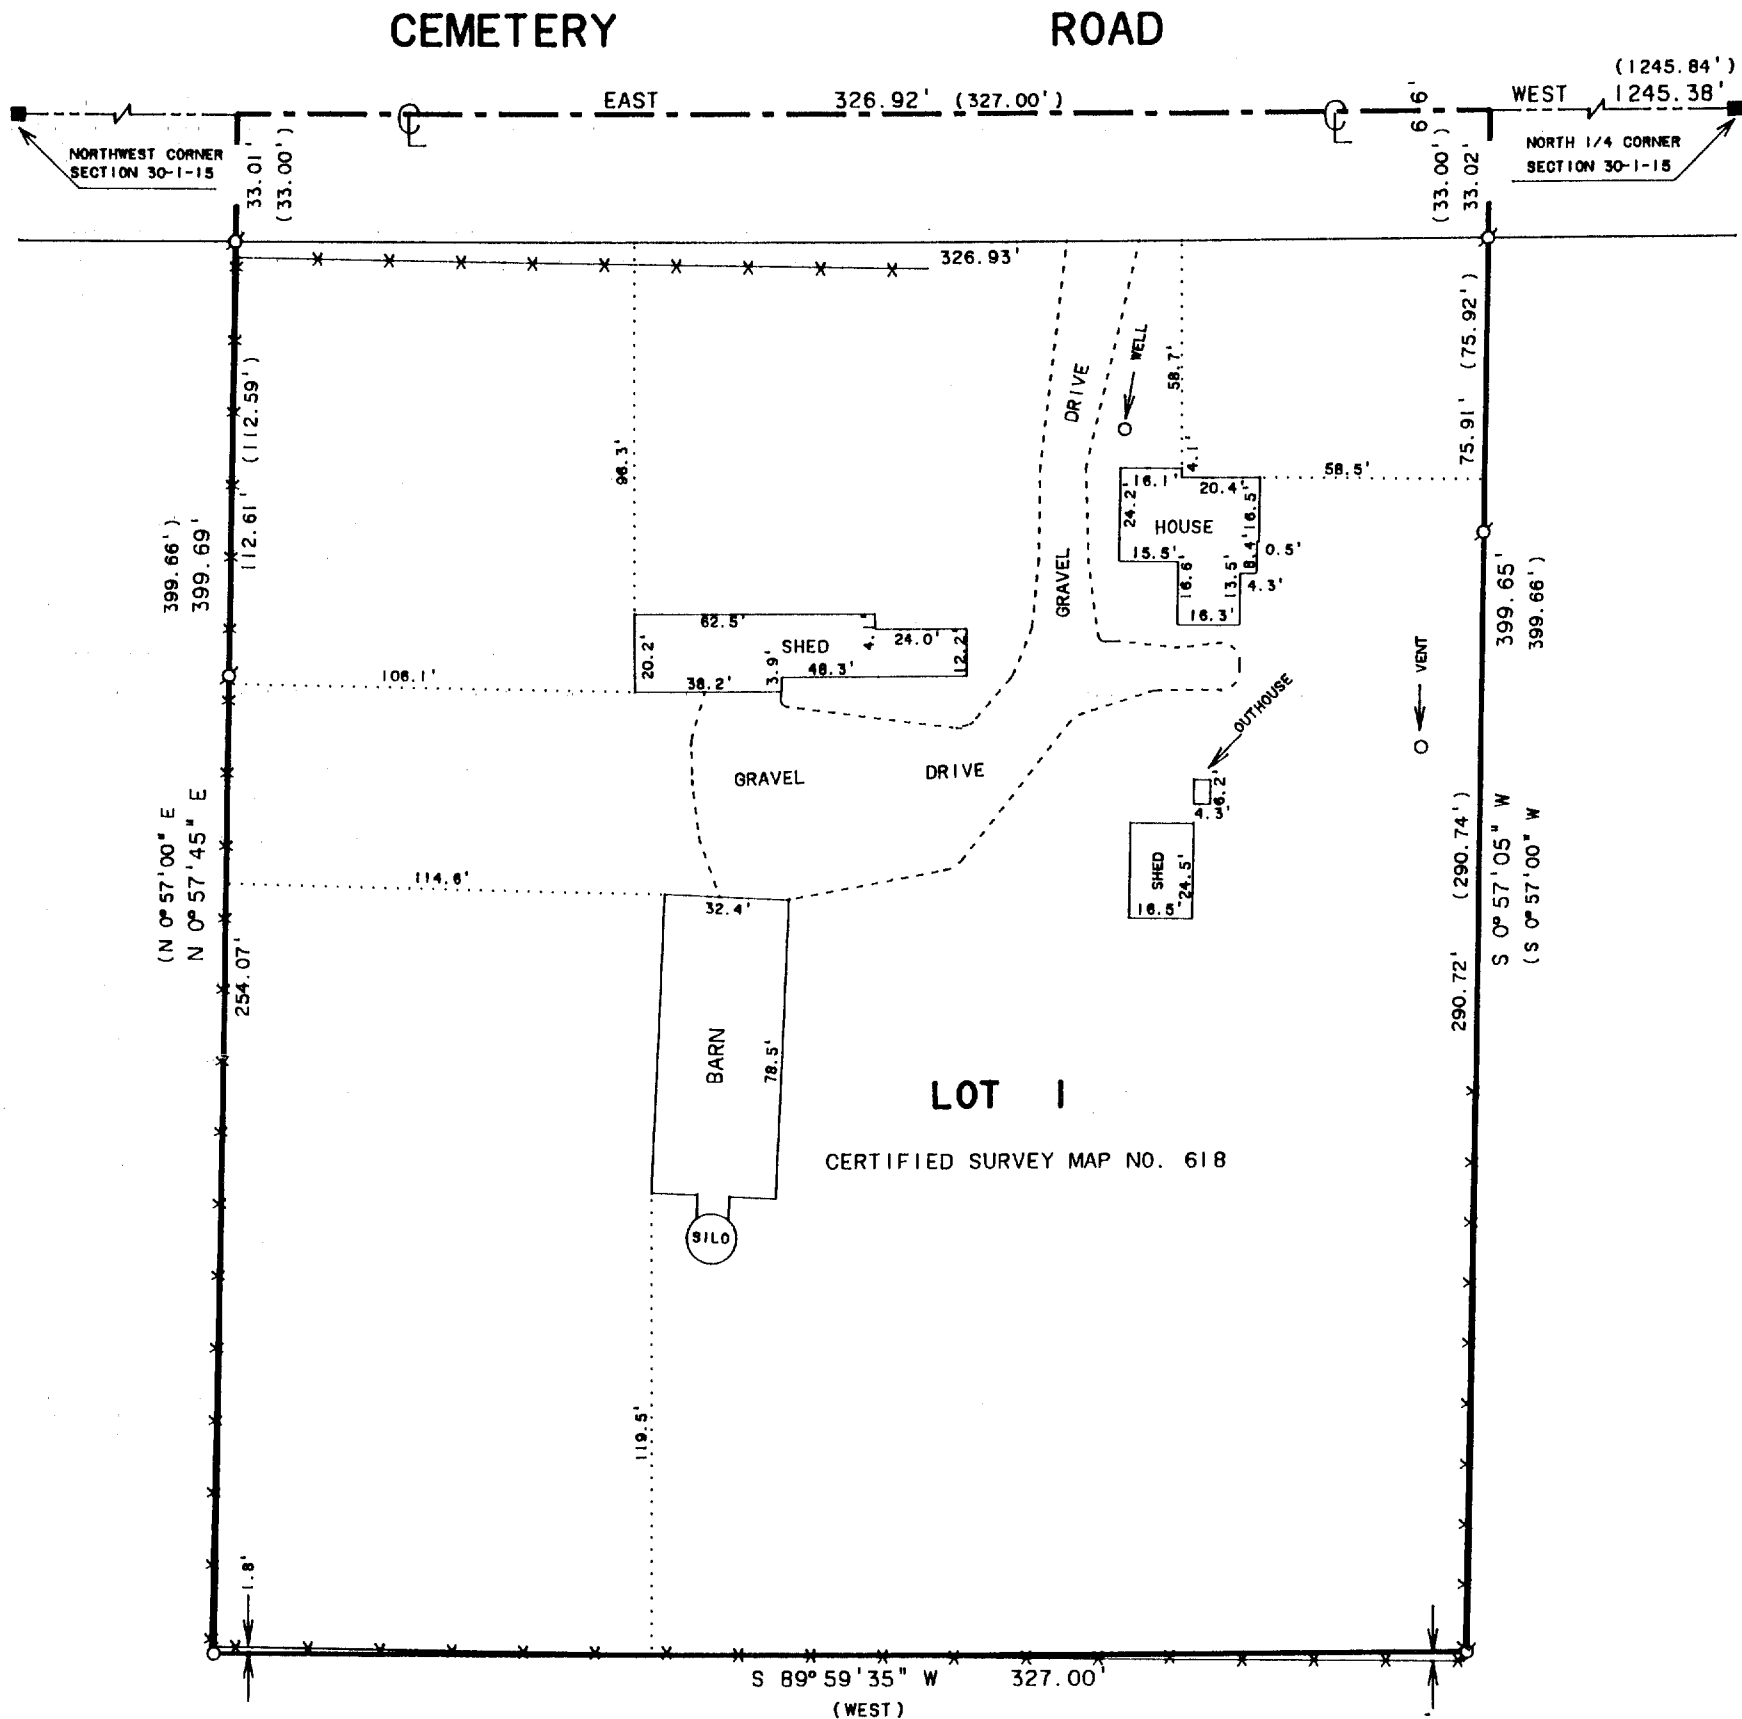 CEMETERY ROAD
EAST 326.92' (327.00')
66'
WEST
(1245.84')
1245.38'
NORTHWEST CORNER
SECTION 30-1-15
NORTH 1/4 CORNER
SECTION 30-1-15
33.01'
(33.00')
(33.00')
33.02'
326.93'
(112.59')
112.61'
399.66')
399.69'
(75.92')
75.91'
96.3'
DRIVE
GRAVEL
WELL
58.7'
4.1'
16.1'
20.4'
58.5'
24.2'
16.5'
HOUSE
15.5'
8.4'
0.5'
16.6'
13.5'
4.3'
16.3'
399.65'
399.66')
62.5'
4.1'
24.0'
SHED
20.2'
3.9'
48.3'
12.2'
38.2'
VENT
OUTHOUSE
GRAVEL DRIVE
6.2'
4.3'
SHED
24.5'
16.5'
114.6'
32.4'
(N 0°57'00" E
N 0°57'45" E
254.07'
(290.74')
290.72'
S 0°57'05" W
(S 0°57'00" W
BARN
78.5'
LOT 1
CERTIFIED SURVEY MAP NO. 618
SILO
119.5'
1.8'
S 89°59'35" W 327.00'
(WEST)